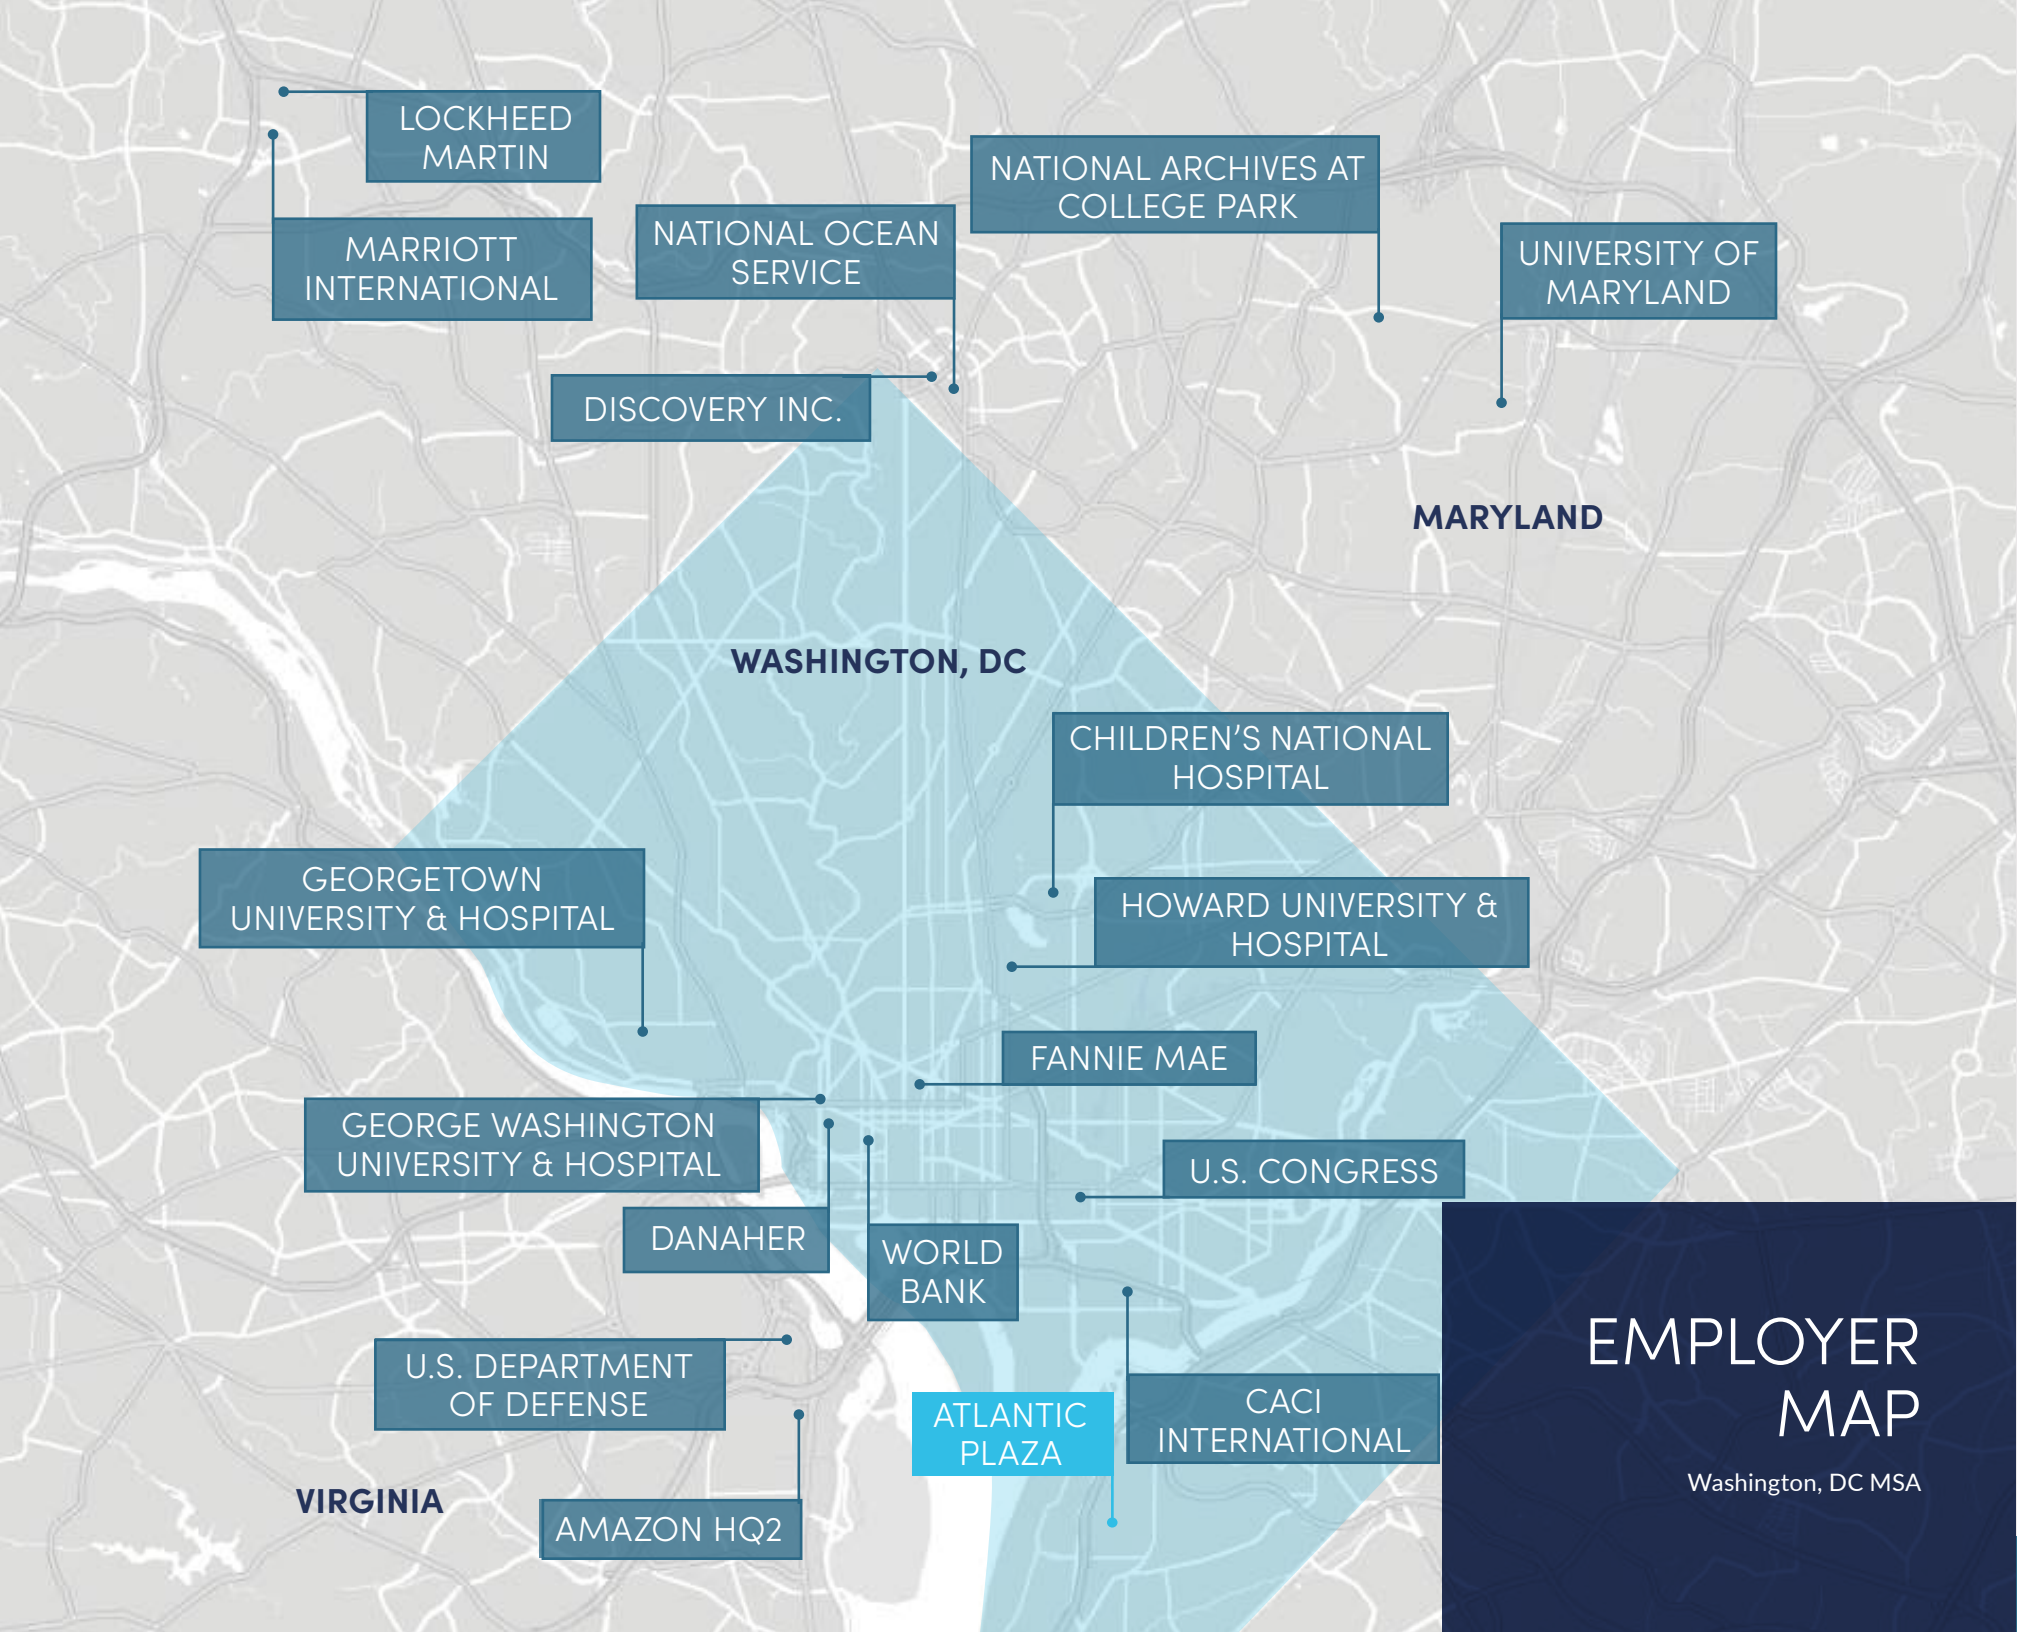 LOCKHEED
MARTIN
MARRIOTT
INTERNATIONAL
NATIONAL OCEAN
SERVICE
NATIONAL ARCHIVES AT
COLLEGE PARK
UNIVERSITY OF
MARYLAND
DISCOVERY INC.
MARYLAND
WASHINGTON, DC
CHILDREN’S NATIONAL
HOSPITAL
GEORGETOWN
UNIVERSITY & HOSPITAL
HOWARD UNIVERSITY &
HOSPITAL
FANNIE MAE
GEORGE WASHINGTON
UNIVERSITY & HOSPITAL
U.S. CONGRESS
DANAHER
WORLD
BANK
U.S. DEPARTMENT
OF DEFENSE
ATLANTIC
PLAZA
CACI
INTERNATIONAL
VIRGINIA
AMAZON HQ2
EMPLOYER
MAP
Washington, DC MSA